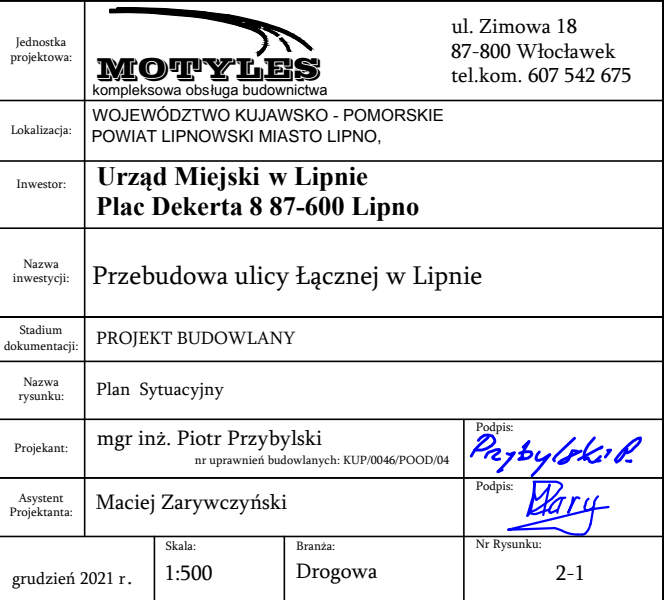 Jednostka
projektowa:
MOTYLES
kompleksowa obsługa budownictwa
ul. Zimowa 18
87-800 Włocławek
tel.kom. 607 542 675
Lokalizacja:
WOJEWÓDZTWO KUJAWSKO - POMORSKIE
POWIAT LIPNOWSKI MIASTO LIPNO,
Inwestor:
Urząd Miejski w Lipnie
Plac Dekerta 8 87-600 Lipno
Nazwa
inwestycji:
Przebudowa ulicy Łącznej w Lipnie
Stadium
dokumentacji:
PROJEKT BUDOWLANY
Nazwa
rysunku:
Plan Sytuacyjny
Projekant:
mgr inż. Piotr Przybylski
nr uprawnień budowlanych: KUP/0046/POOD/04
Podpis:
Przybylski P.
Asystent
Projektanta:
Maciej Zarywczyński
Podpis:
Zary
grudzień 2021 r.
Skala:
1:500
Branża:
Drogowa
Nr Rysunku:
2-1